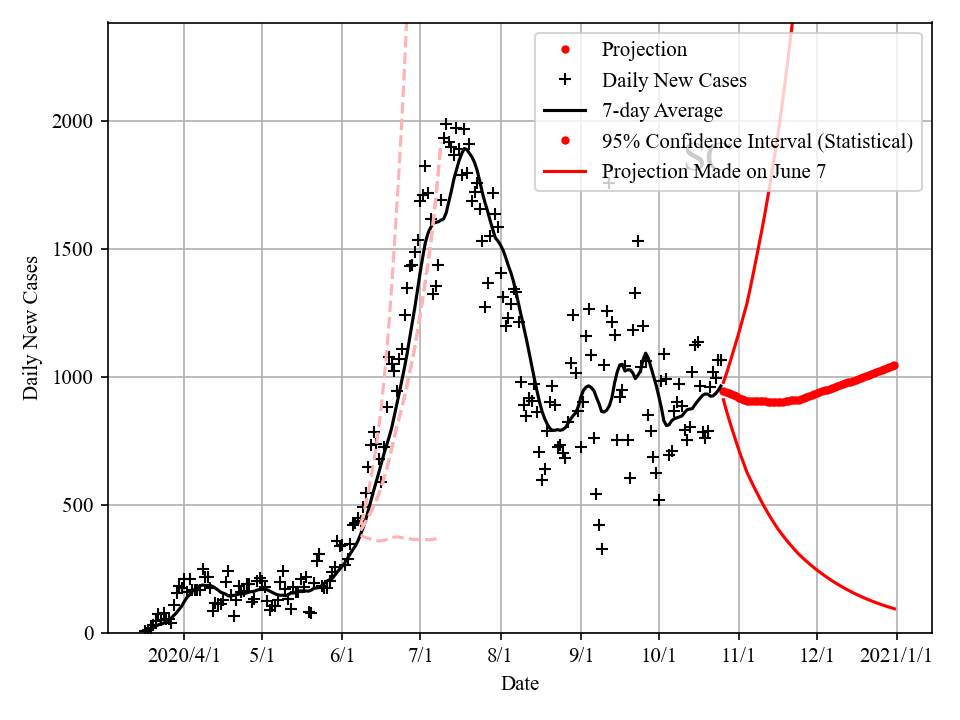 Projection
Daily New Cases
7-day Average
95% Confidence Interval (Statistical)
Projection Made on June 7
SC
Daily New Cases
2000
1500
1000
500
0
2020/4/1 5/1 6/1 7/1 8/1 9/1 10/1 11/1 12/1 2021/1/1
Date